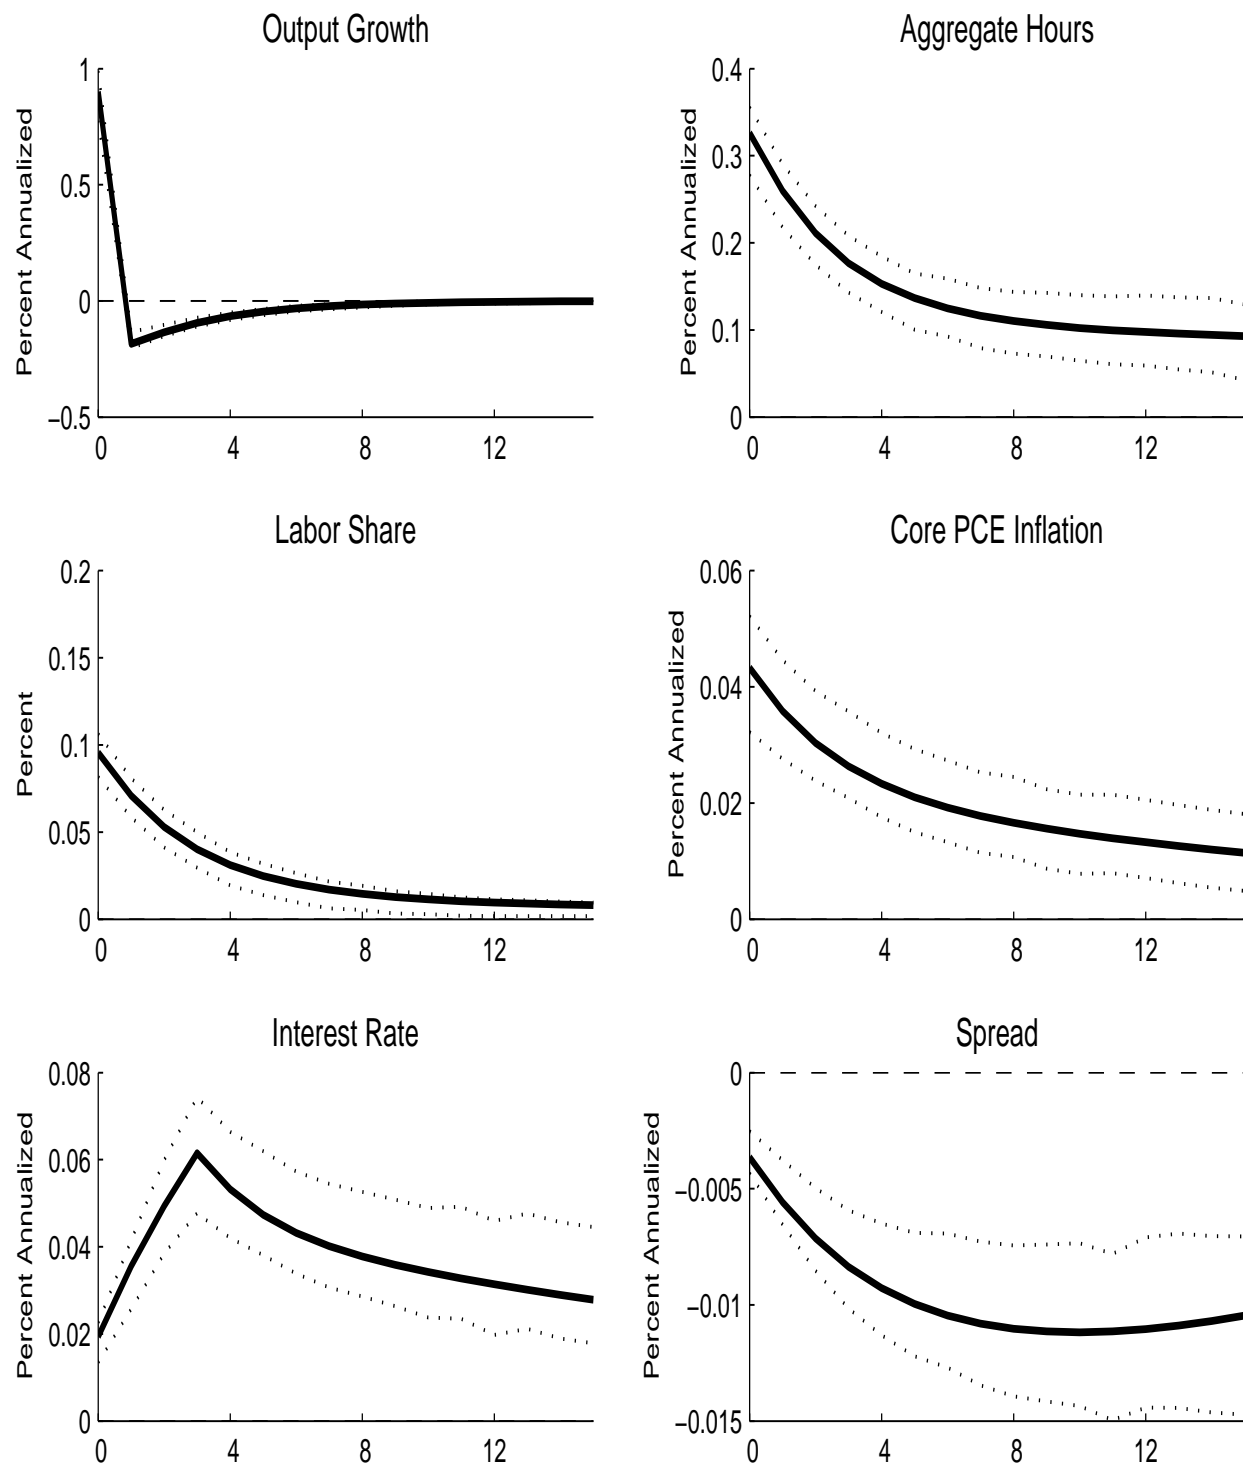 Output Growth
Percent Annualized
1
0.5
0
−0.5
0 4 8 12
Aggregate Hours
Percent Annualized
0.4
0.3
0.2
0.1
0
0 4 8 12
Labor Share
Percent
0.2
0.15
0.1
0.05
0
0 4 8 12
Core PCE Inflation
Percent Annualized
0.06
0.04
0.02
0
0 4 8 12
Interest Rate
Percent Annualized
0.08
0.06
0.04
0.02
0
0 4 8 12
Spread
Percent Annualized
0
−0.005
−0.01
−0.015
0 4 8 12